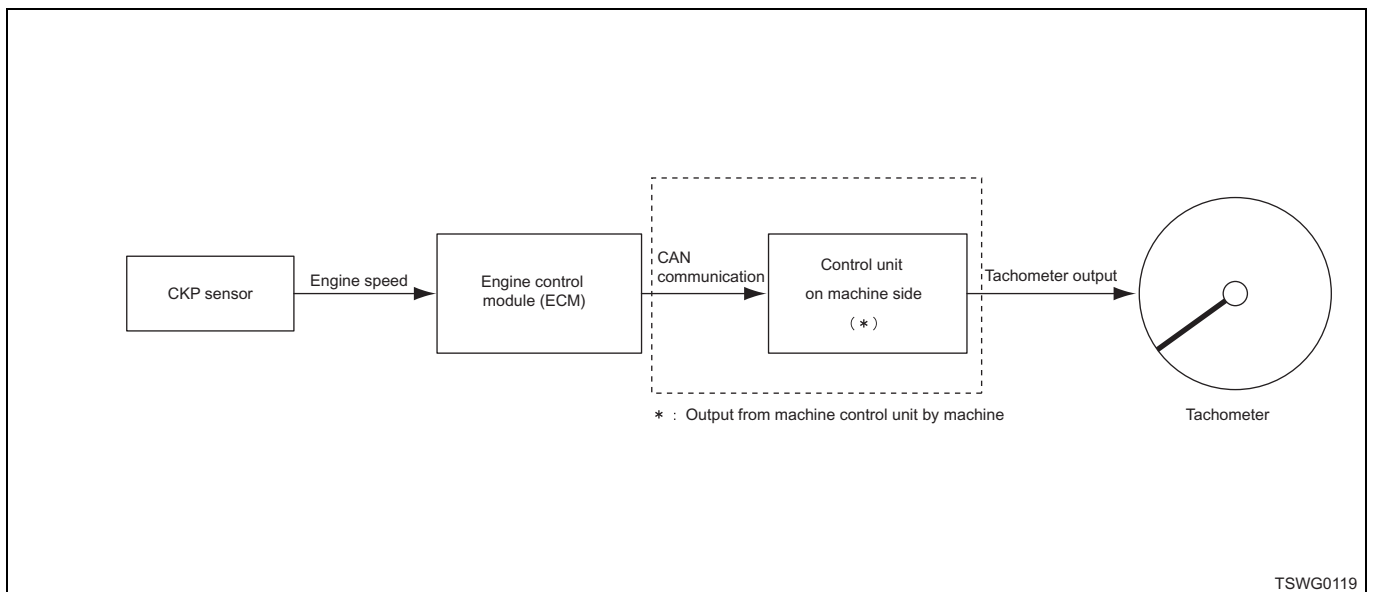 CKP sensor
Engine speed
Engine control
module (ECM)
CAN
communication
Control unit
on machine side
(＊)
Tachometer output
＊ : Output from machine control unit by machine
Tachometer
TSWG0119